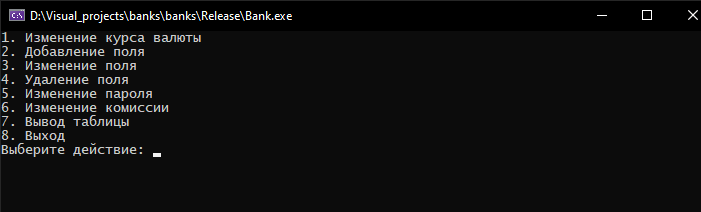 D:\Visual_projects\banks\banks\Release\Bank.exe
1. Изменение курса валюты
2. Добавление поля
3. Изменение поля
4. Удаление поля
5. Изменение пароля
6. Изменение комиссии
7. Вывод таблицы
8. Выход
Выберите действие: